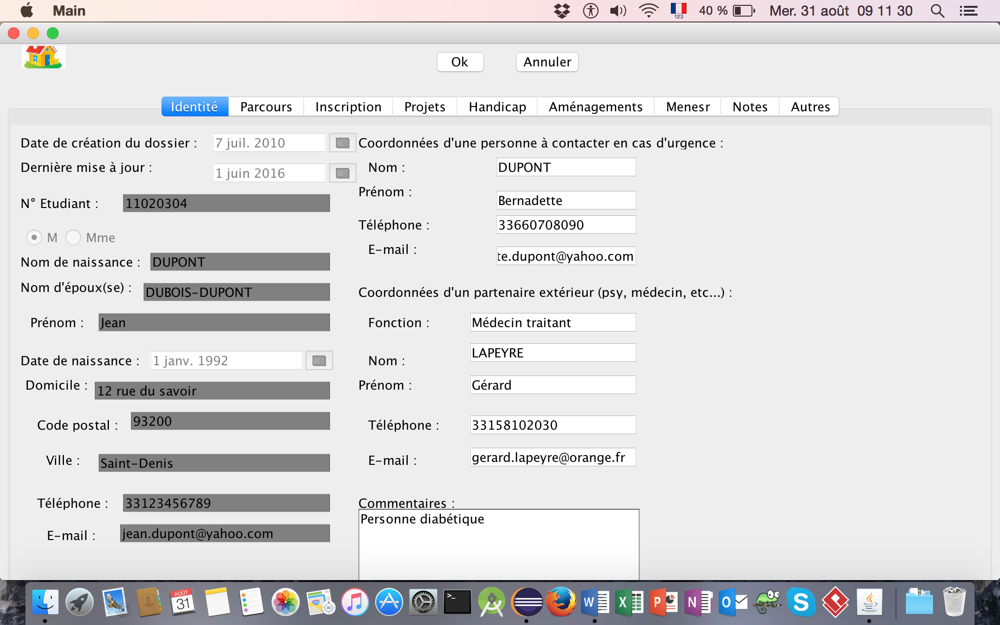 Main
123
40 %
Mer. 31 août 09 11 30
Ok
Annuler
Identité
Parcours
Inscription
Projets
Handicap
Aménagements
Menesr
Notes
Autres
Date de création du dossier :
7 juil. 2010
Dernière mise à jour :
1 juin 2016
N° Etudiant :
11020304
M
Mme
Nom de naissance :
DUPONT
Nom d'époux(se) :
DUBOIS-DUPONT
Prénom :
Jean
Date de naissance :
1 janv. 1992
Domicile :
12 rue du savoir
Code postal :
93200
Ville :
Saint-Denis
Téléphone :
33123456789
E-mail :
jean.dupont@yahoo.com
Coordonnées d'une personne à contacter en cas d'urgence :
Nom :
DUPONT
Prénom :
Bernadette
Téléphone :
33660708090
E-mail :
te.dupont@yahoo.com
Coordonnées d'un partenaire extérieur (psy, médecin, etc...) :
Fonction :
Médecin traitant
Nom :
LAPEYRE
Prénom :
Gérard
Téléphone :
33158102030
E-mail :
gerard.lapeyre@orange.fr
Commentaires :
Personne diabétique
AOÛT
31
280
3D
>_
W
X
P
N
O
S